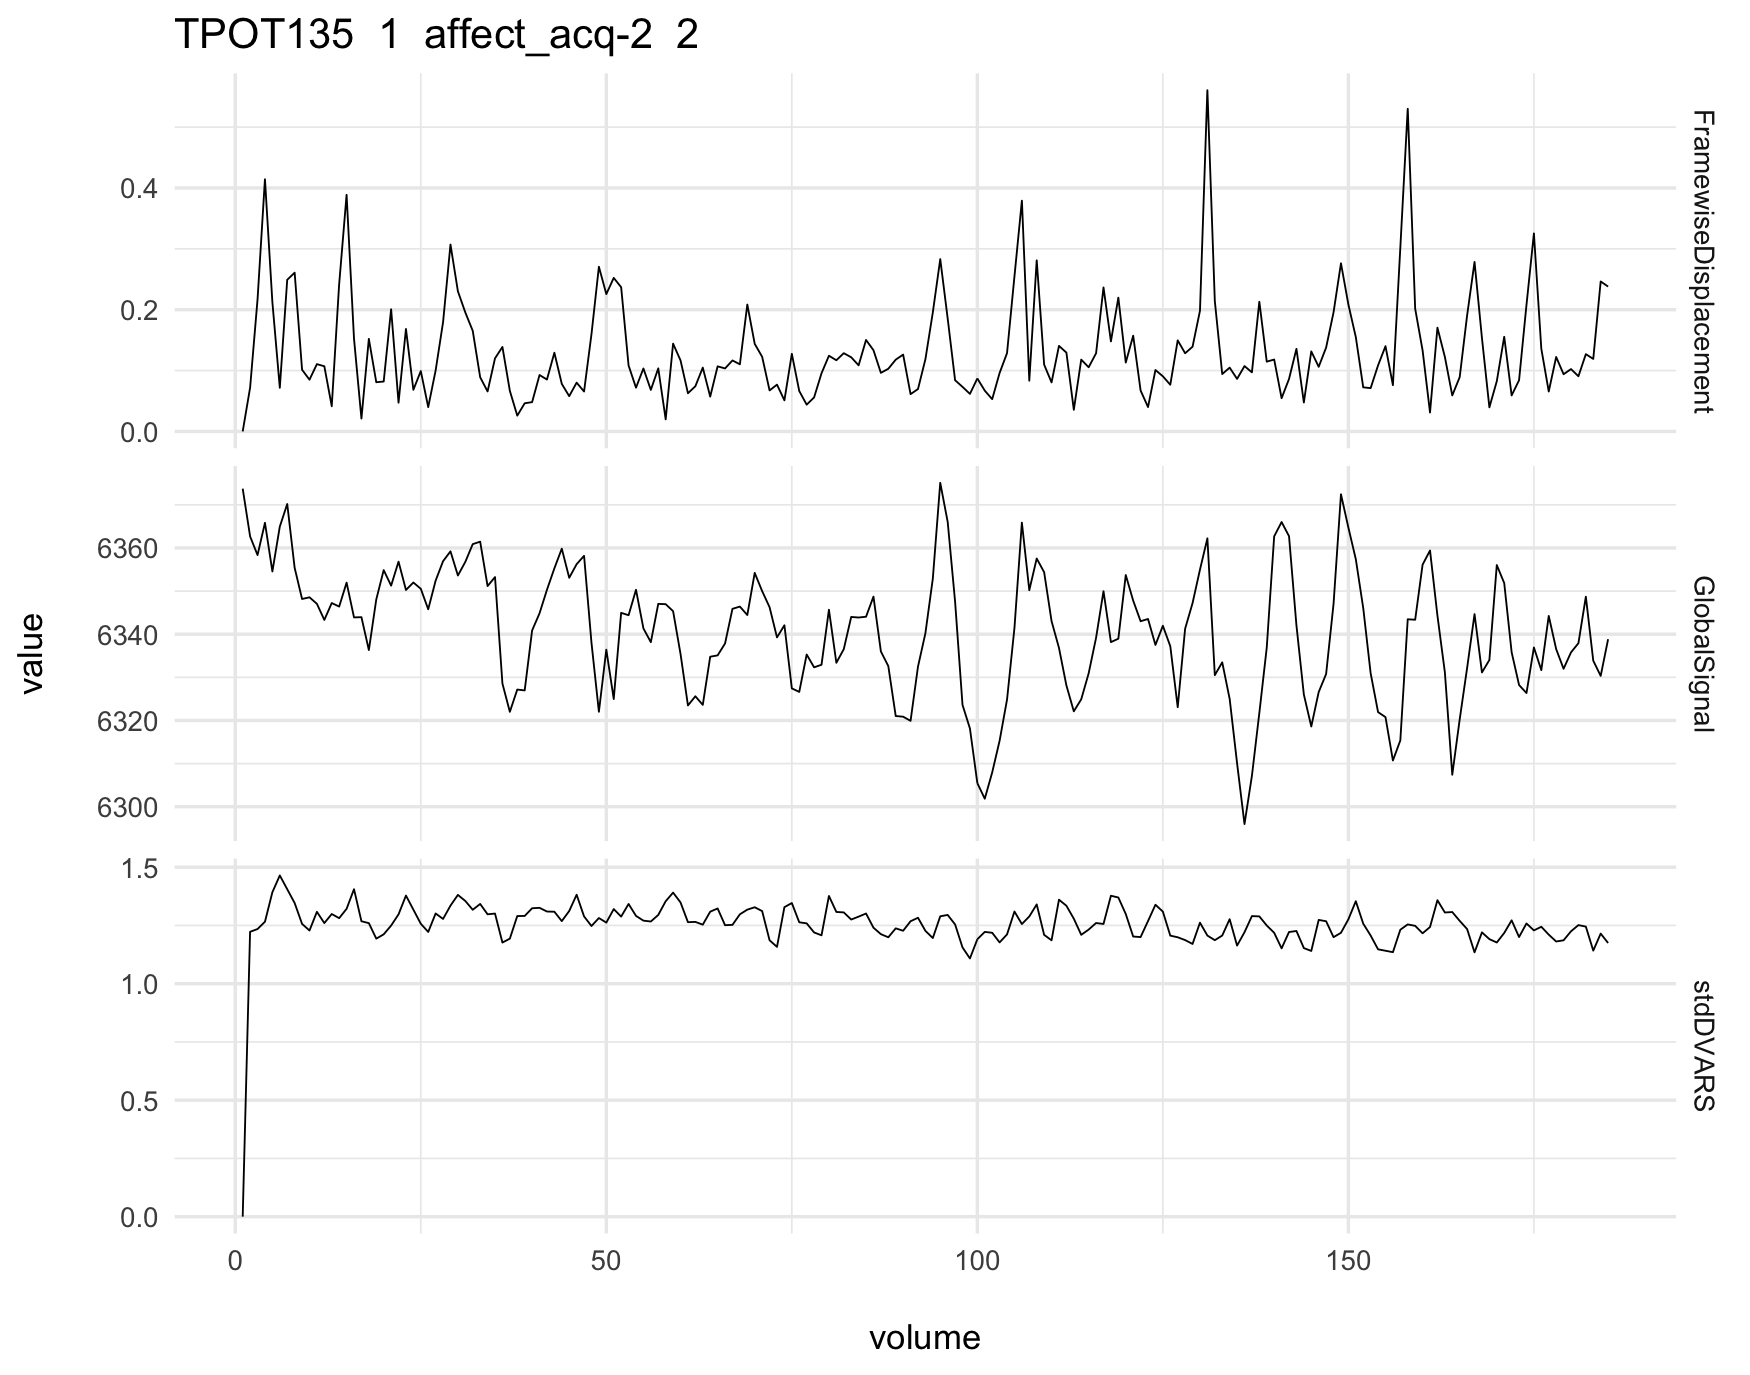 TPOT135  1  affect_acq-2  2
value
0.4
0.2
0.0
FramewiseDisplacement
6360
6340
6320
6300
GlobalSignal
1.5
1.0
0.5
0.0
stdDVARS
0 50 100 150
volume